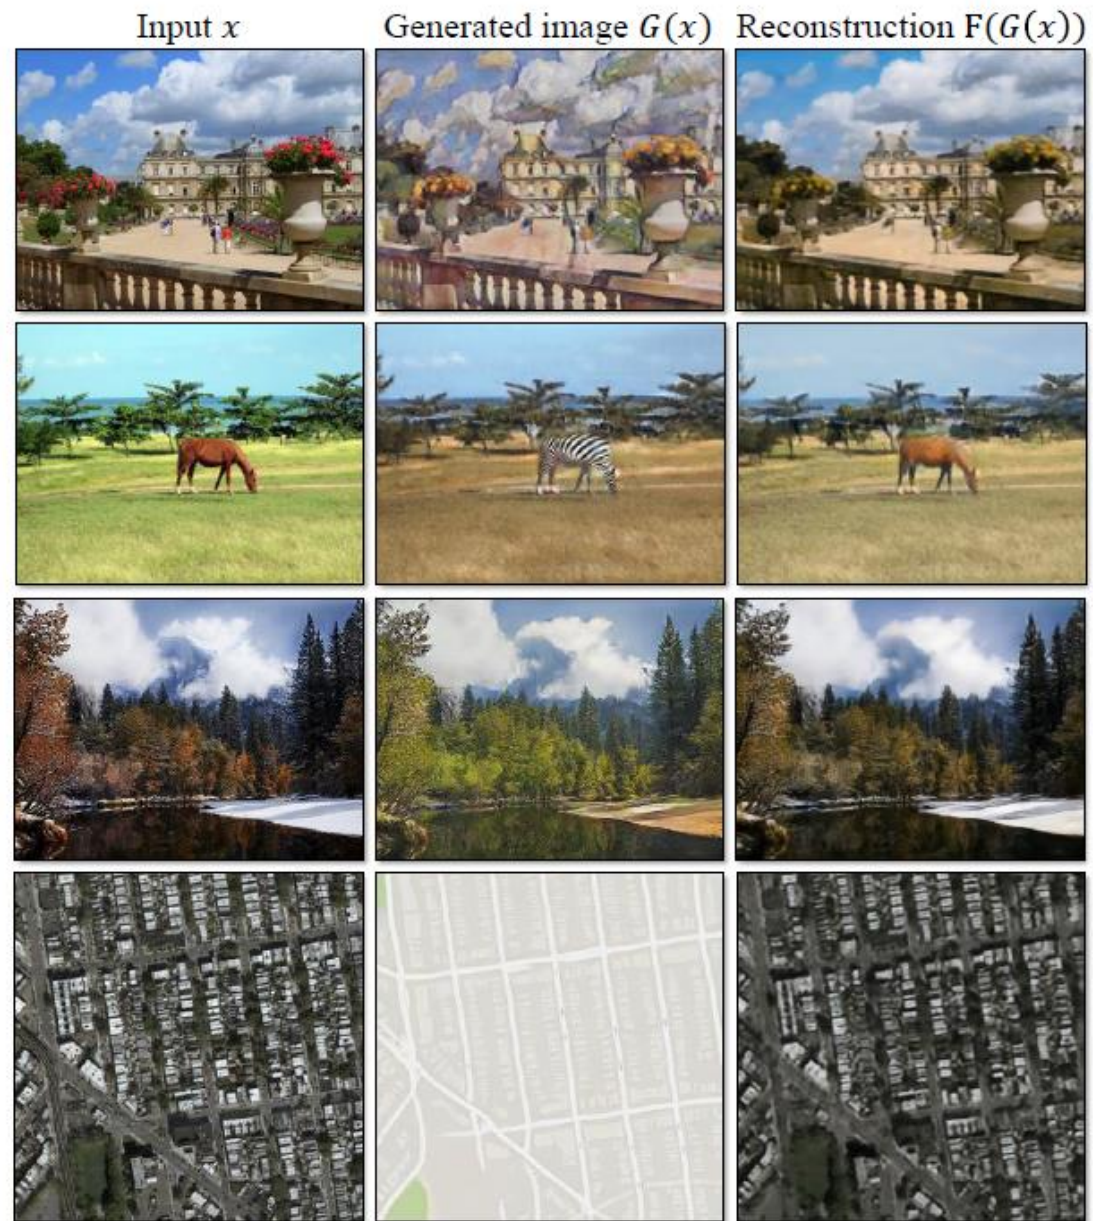 Input x Generated image G(x) Reconstruction F(G(x))